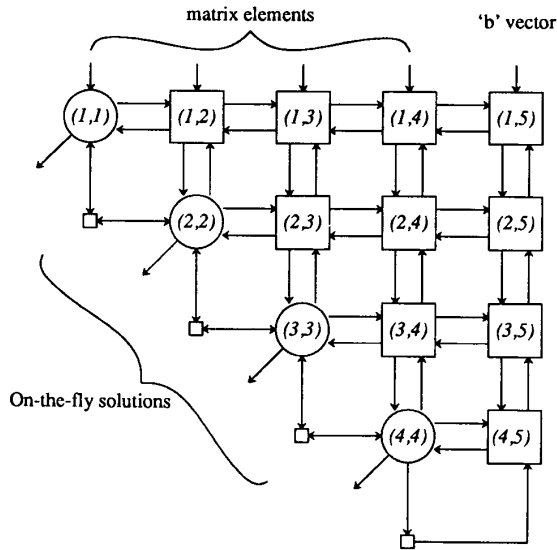 matrix elements
‘b’ vector
(1,1) (1,2) (1,3) (1,4) (1,5)
(2,2) (2,3) (2,4) (2,5)
(3,3) (3,4) (3,5)
On-the-fly solutions
(4,4) (4,5)